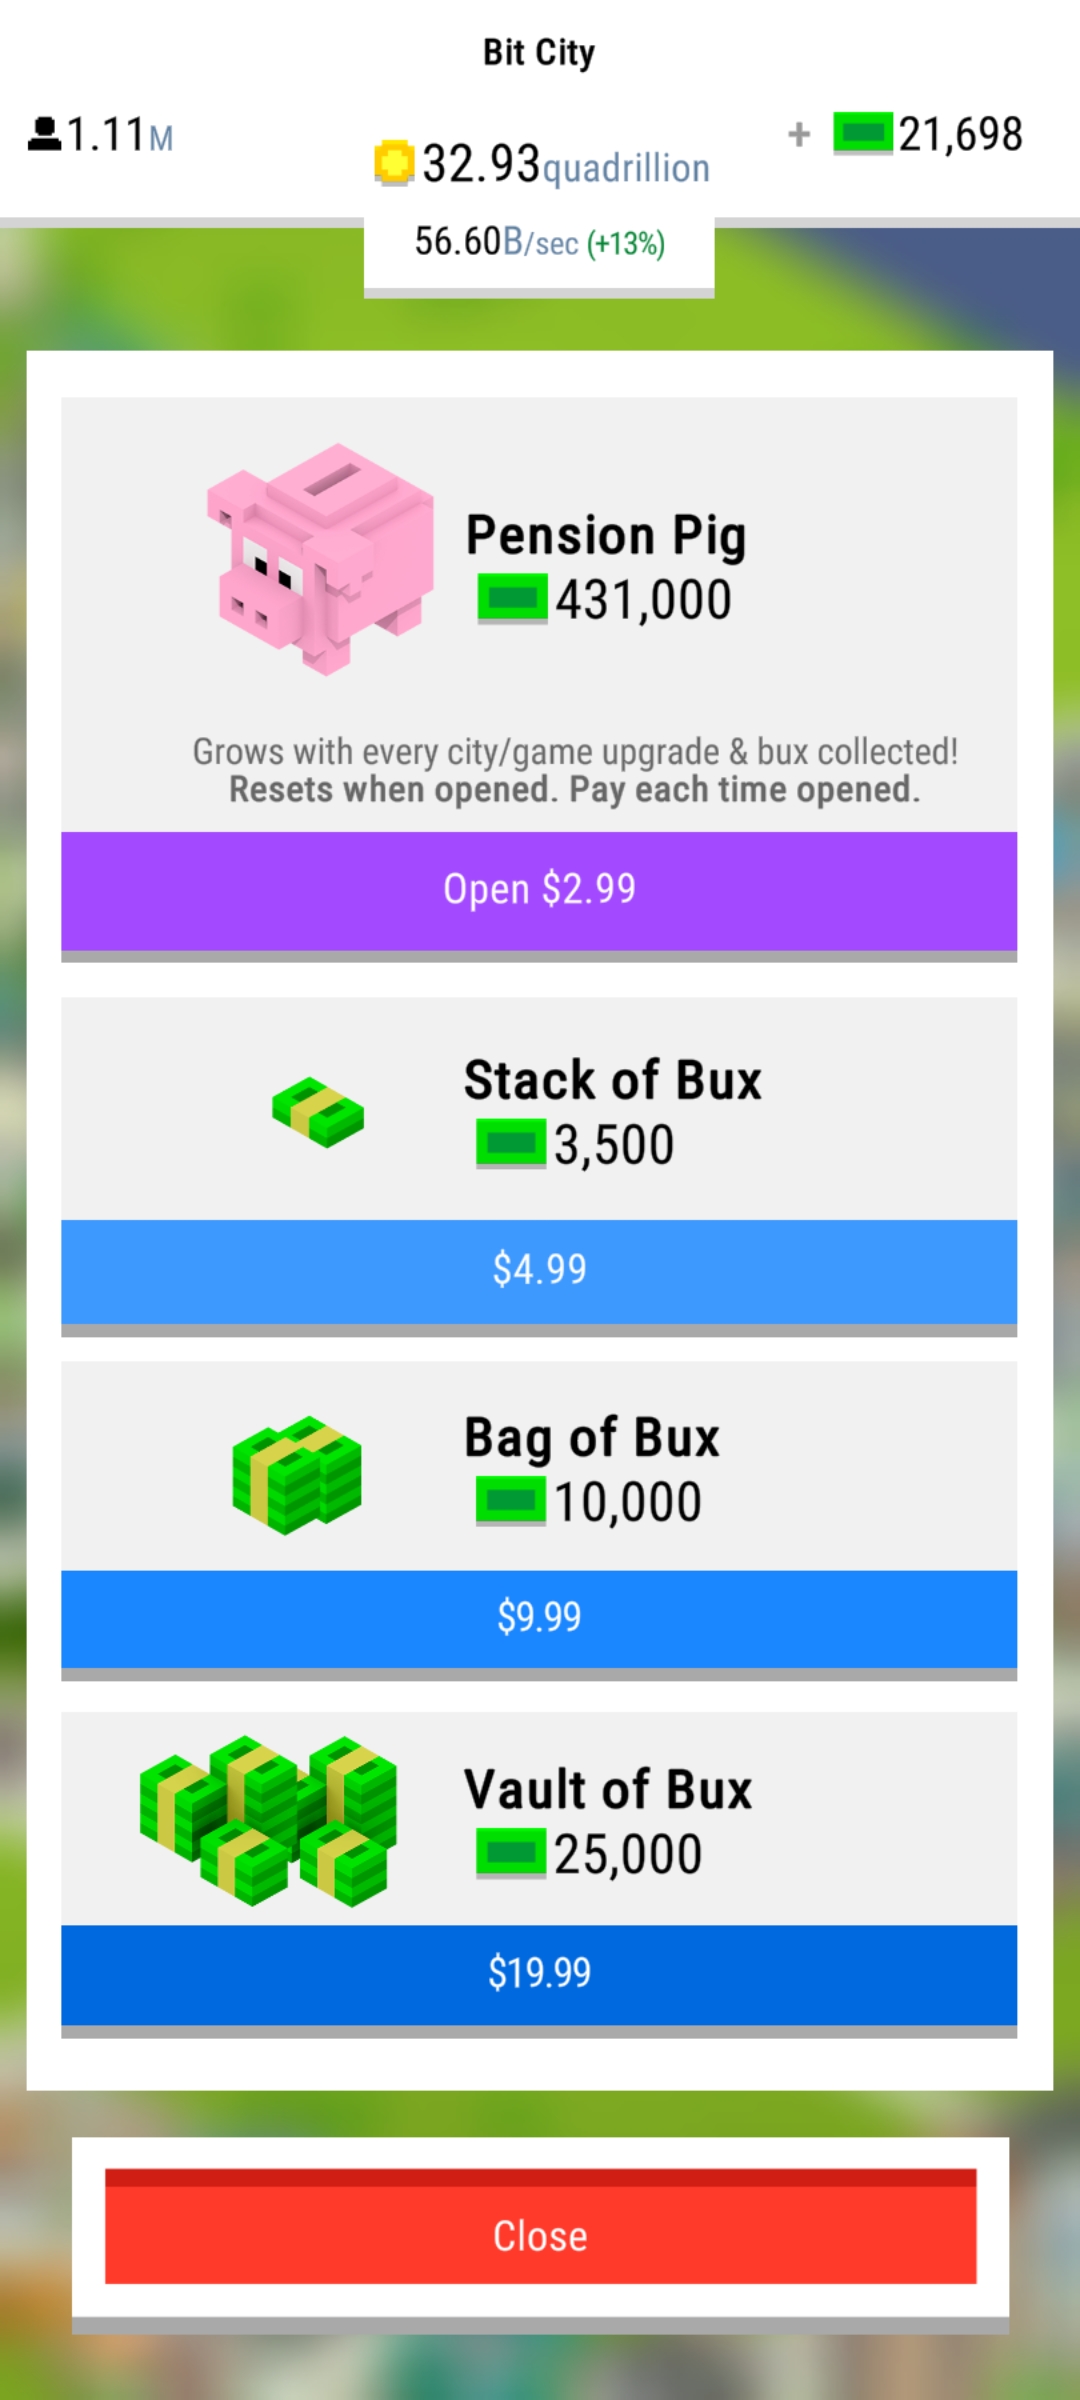 Bit City
1.11M
32.93quadrillion
+ 21,698
56.60B/sec (+13%)
Pension Pig
431,000
Grows with every city/game upgrade & bux collected!
Resets when opened. Pay each time opened.
Open $2.99
Stack of Bux
3,500
$4.99
Bag of Bux
10,000
$9.99
Vault of Bux
25,000
$19.99
Close